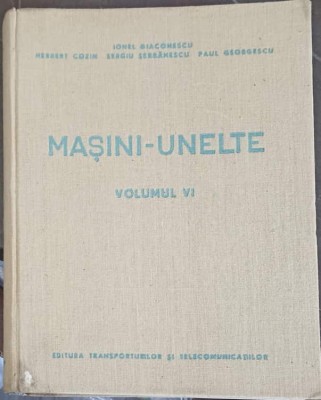 IONEL DIACONESCU
HERBERT COZIN SERGIU ȘERBĂNESCU PAUL GEORGESCU
MAȘINI-UNELTE
VOLUMUL VI
EDITURA TRANSPORTURILOR ȘI TELECOMUNICAȚIILOR